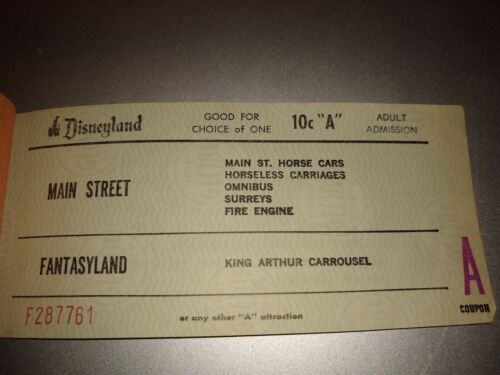 Disneyland
GOOD FOR
CHOICE of ONE
10c "A"
ADULT
ADMISSION
MAIN STREET
MAIN ST. HORSE CARS
HORSELESS CARRIAGES
OMNIBUS
SURREYS
FIRE ENGINE
FANTASYLAND
KING ARTHUR CARROUSEL
A
COUPON
F287761
or any other "A" attraction